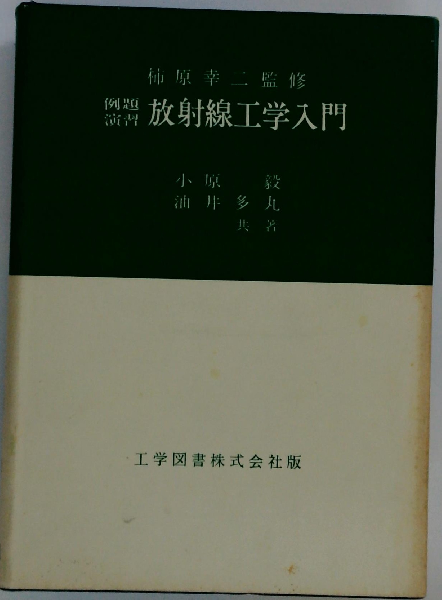 柿原幸二監修
例題演習 放射線工学入門
小原 毅
油井多丸
共著
工学図書株式会社版